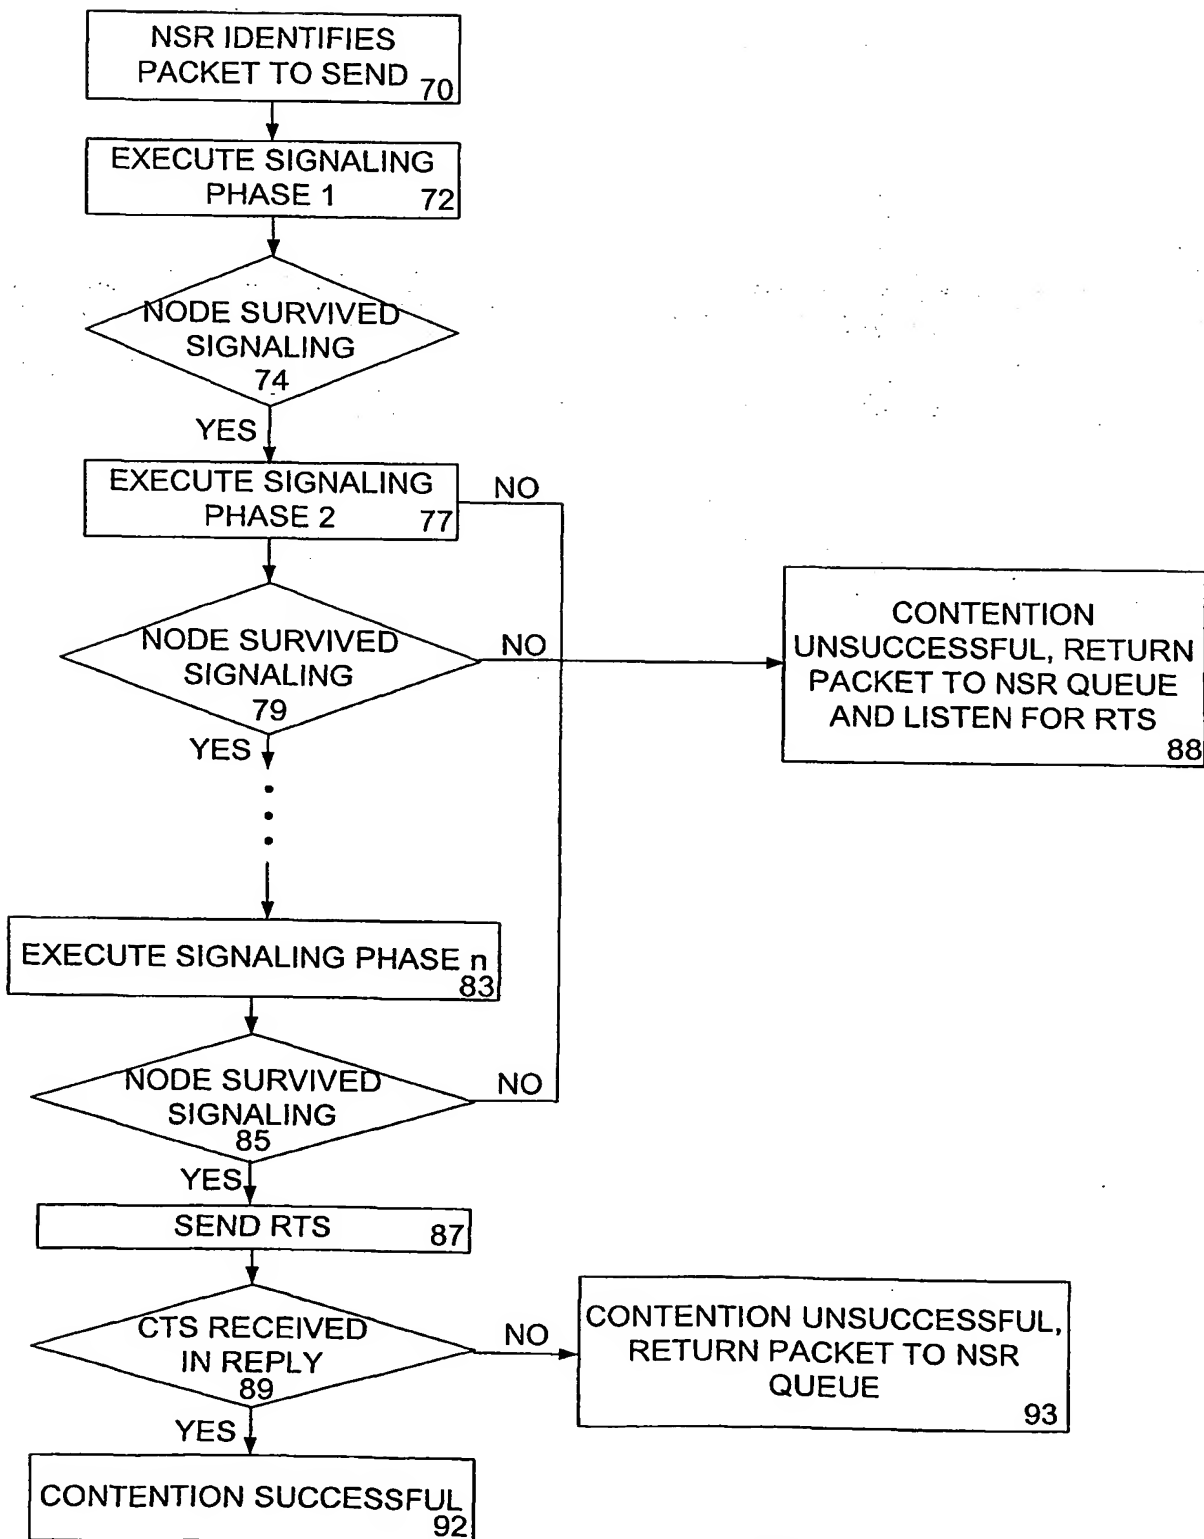 NSR IDENTIFIES
PACKET TO SEND
70
EXECUTE SIGNALING
PHASE 1
72
NODE SURVIVED
SIGNALING
74
YES
EXECUTE SIGNALING
PHASE 2
77
NO
NODE SURVIVED
SIGNALING
79
NO
YES
CONTENTION
UNSUCCESSFUL, RETURN
PACKET TO NSR QUEUE
AND LISTEN FOR RTS
88
EXECUTE SIGNALING PHASE n
83
NODE SURVIVED
SIGNALING
85
NO
YES
SEND RTS
87
CTS RECEIVED
IN REPLY
89
NO
CONTENTION UNSUCCESSFUL,
RETURN PACKET TO NSR
QUEUE
93
YES
CONTENTION SUCCESSFUL
92